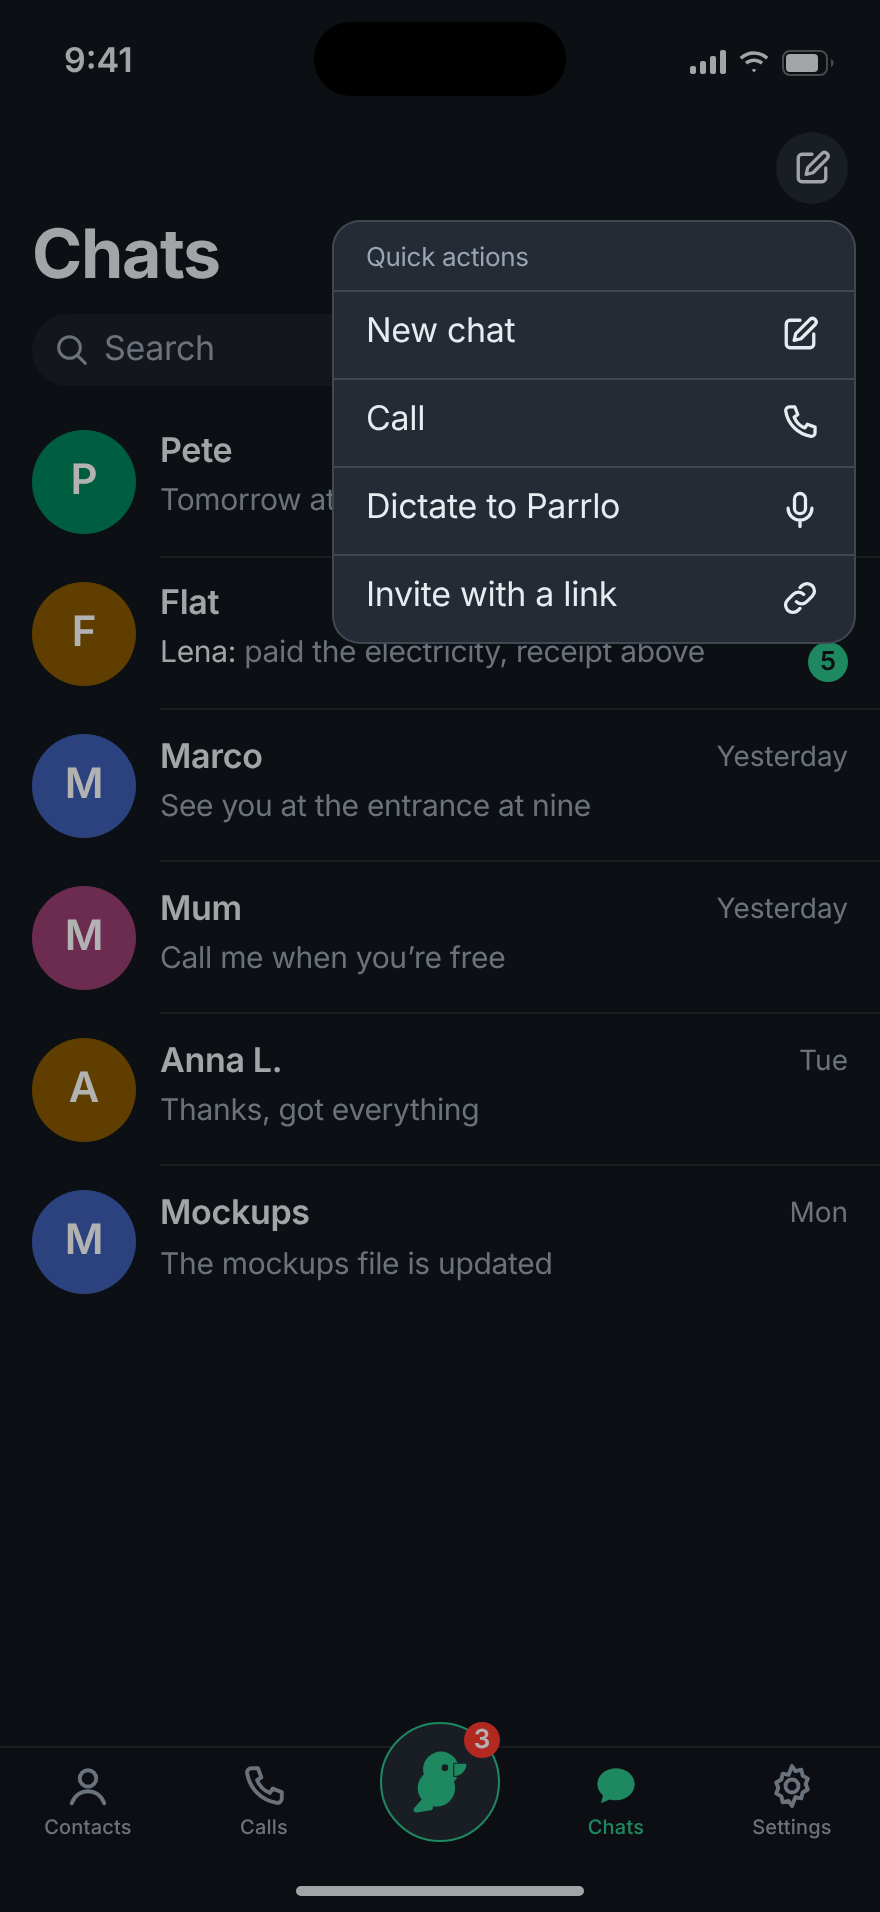 9:41
Chats
Quick actions
New chat
Call
Dictate to Parrlo
Invite with a link
Search
P
Pete
Tomorrow at
F
Flat
Lena: paid the electricity, receipt above
5
M
Marco
Yesterday
See you at the entrance at nine
M
Mum
Yesterday
Call me when you’re free
A
Anna L.
Tue
Thanks, got everything
M
Mockups
Mon
The mockups file is updated
3
Contacts
Calls
Chats
Settings